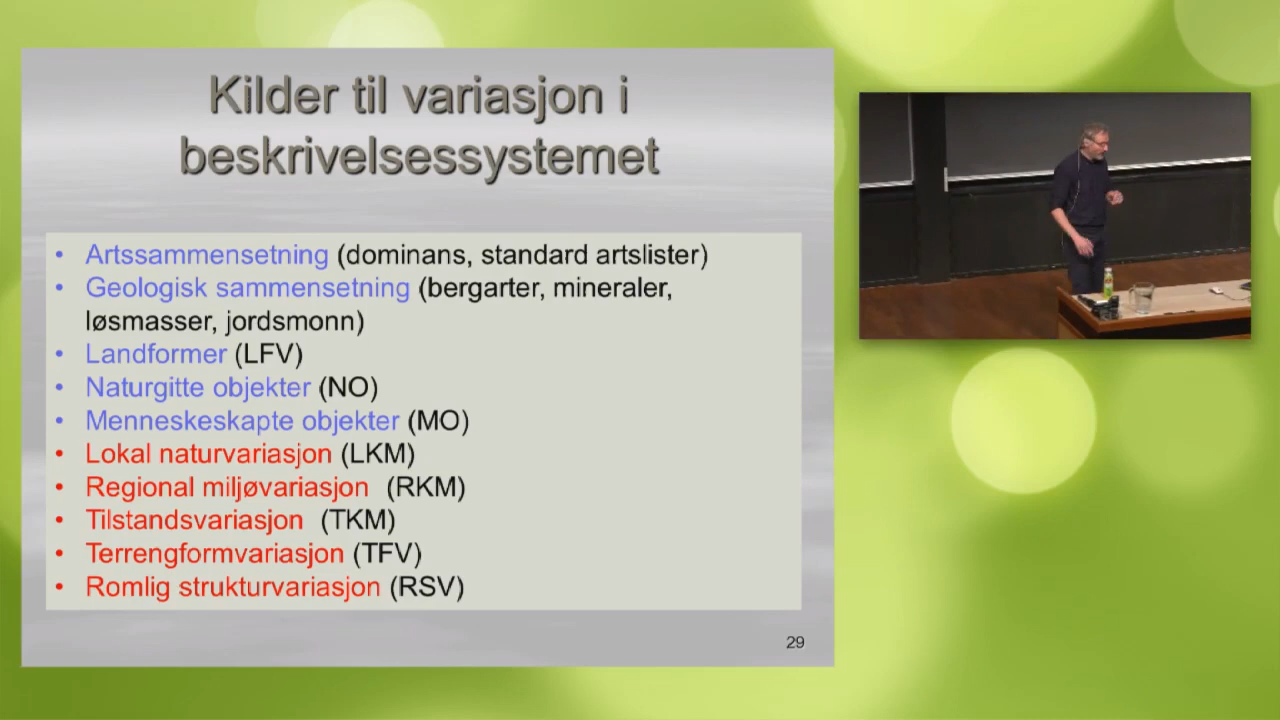 Kilder til variasjon i
beskrivelsessystemet
• Artssammensetning (dominans, standard artslister)
• Geologisk sammensetning (bergarter, mineraler,
løsmasser, jordsmonn)
• Landformer (LFV)
• Naturgitte objekter (NO)
• Menneskeskapte objekter (MO)
• Lokal naturvariasjon (LKM)
• Regional miljøvariasjon (RKM)
• Tilstandsvariasjon (TKM)
• Terrengformvariasjon (TFV)
• Romlig strukturvariasjon (RSV)
29